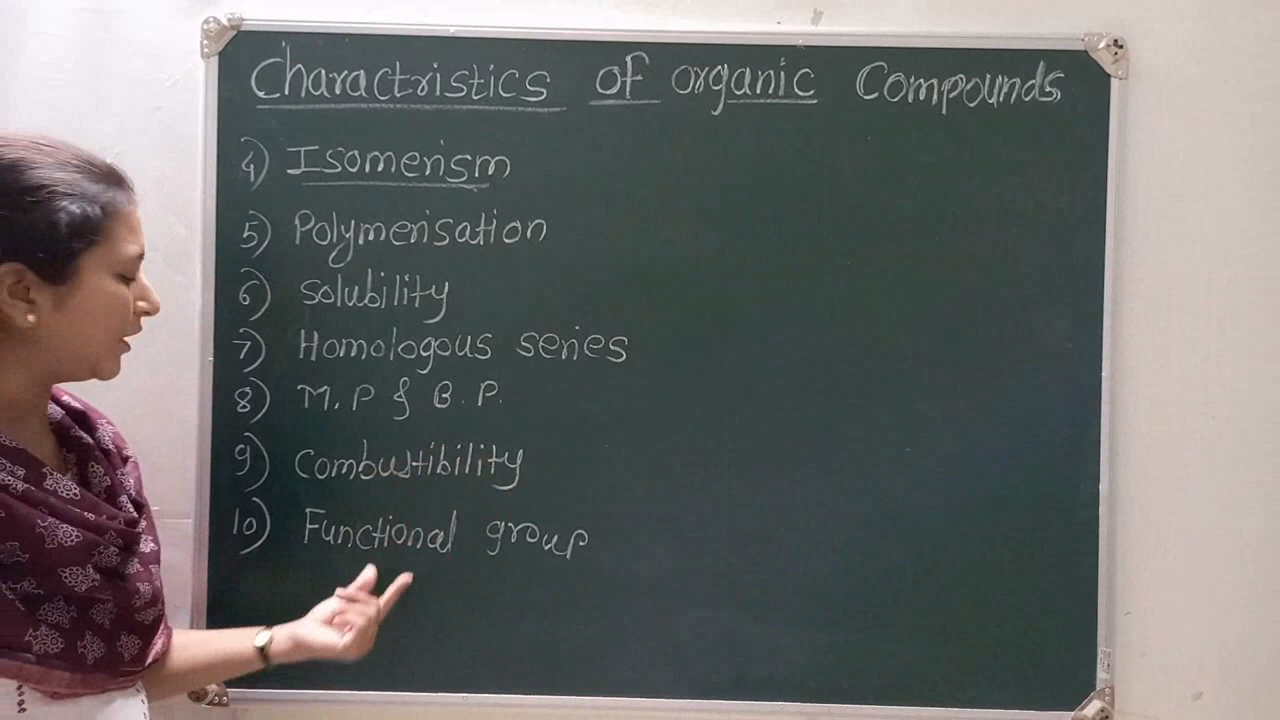 Charactristics of organic Compounds
4) Isomerism
5) Polymerisation
6) Solubility
7) Homologous series
8) M.P & B.P.
9) Combustibility
10) Functional group